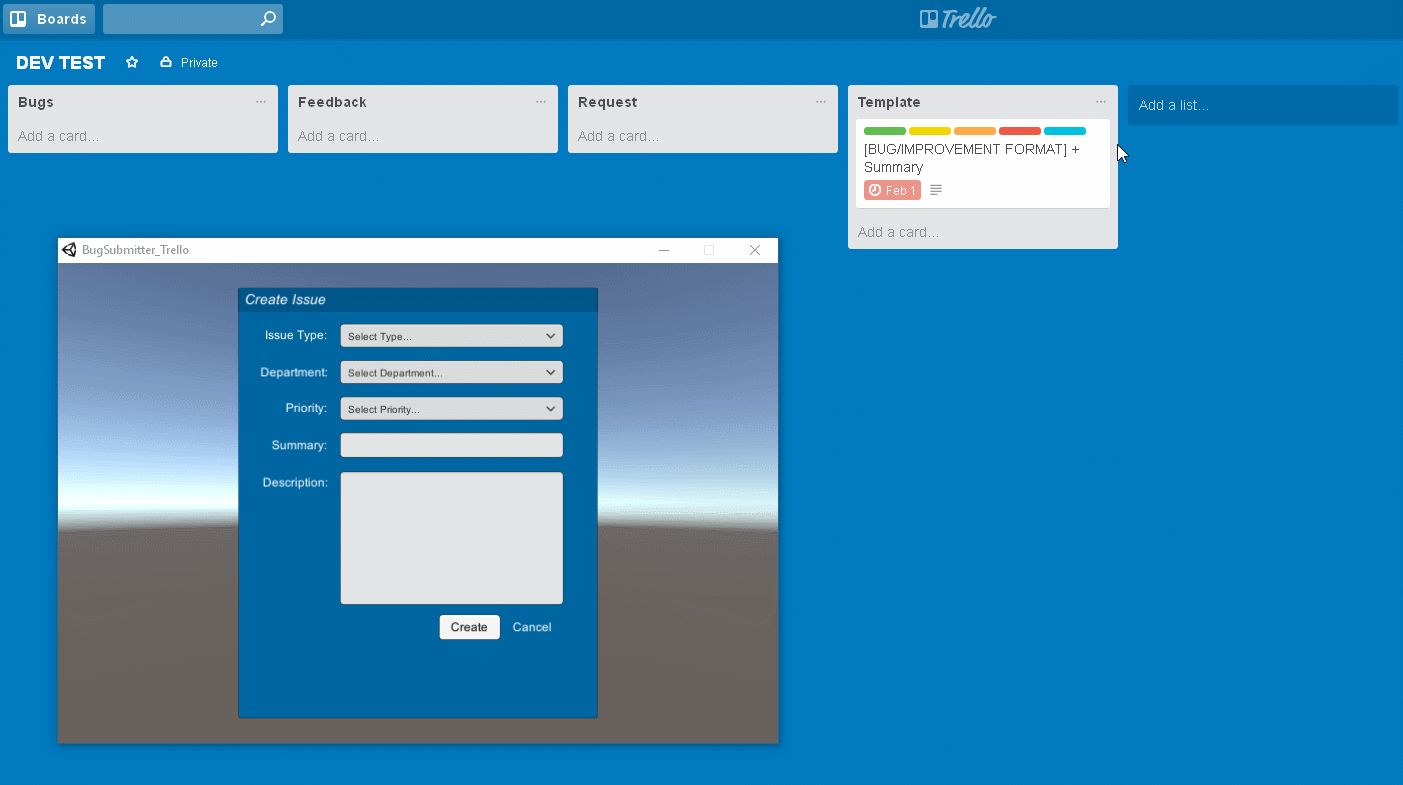 Boards
Trello
DEV TEST
Private
Bugs
Add a card...
Feedback
Add a card...
Request
Add a card...
Template
[BUG/IMPROVEMENT FORMAT] +
Summary
Feb 1
Add a card...
Add a list...
BugSubmitter_Trello
Create Issue
Issue Type: Select Type...
Department: Select Department...
Priority: Select Priority...
Summary:
Description:
Create Cancel